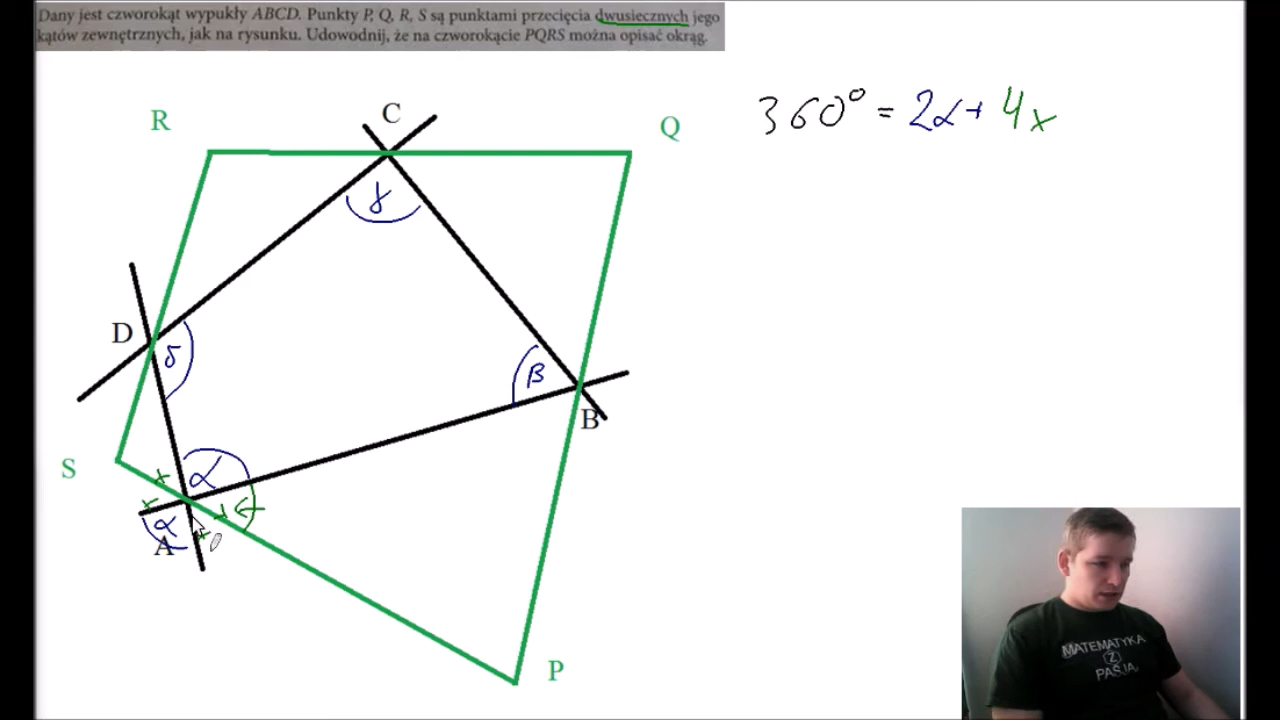 Dany jest czworokąt wypukły ABCD. Punkty P, Q, R, S są punktami przecięcia dwusiecznych jego
kątów zewnętrznych, jak na rysunku. Udowodnij, że na czworokącie PQRS można opisać okrąg.
R
C
Q
360° = 2α + 4x
γ
D
δ
β
B
S
x
α
x
x
α
x
A
P
MATEMATYKA
Z
PASJĄ